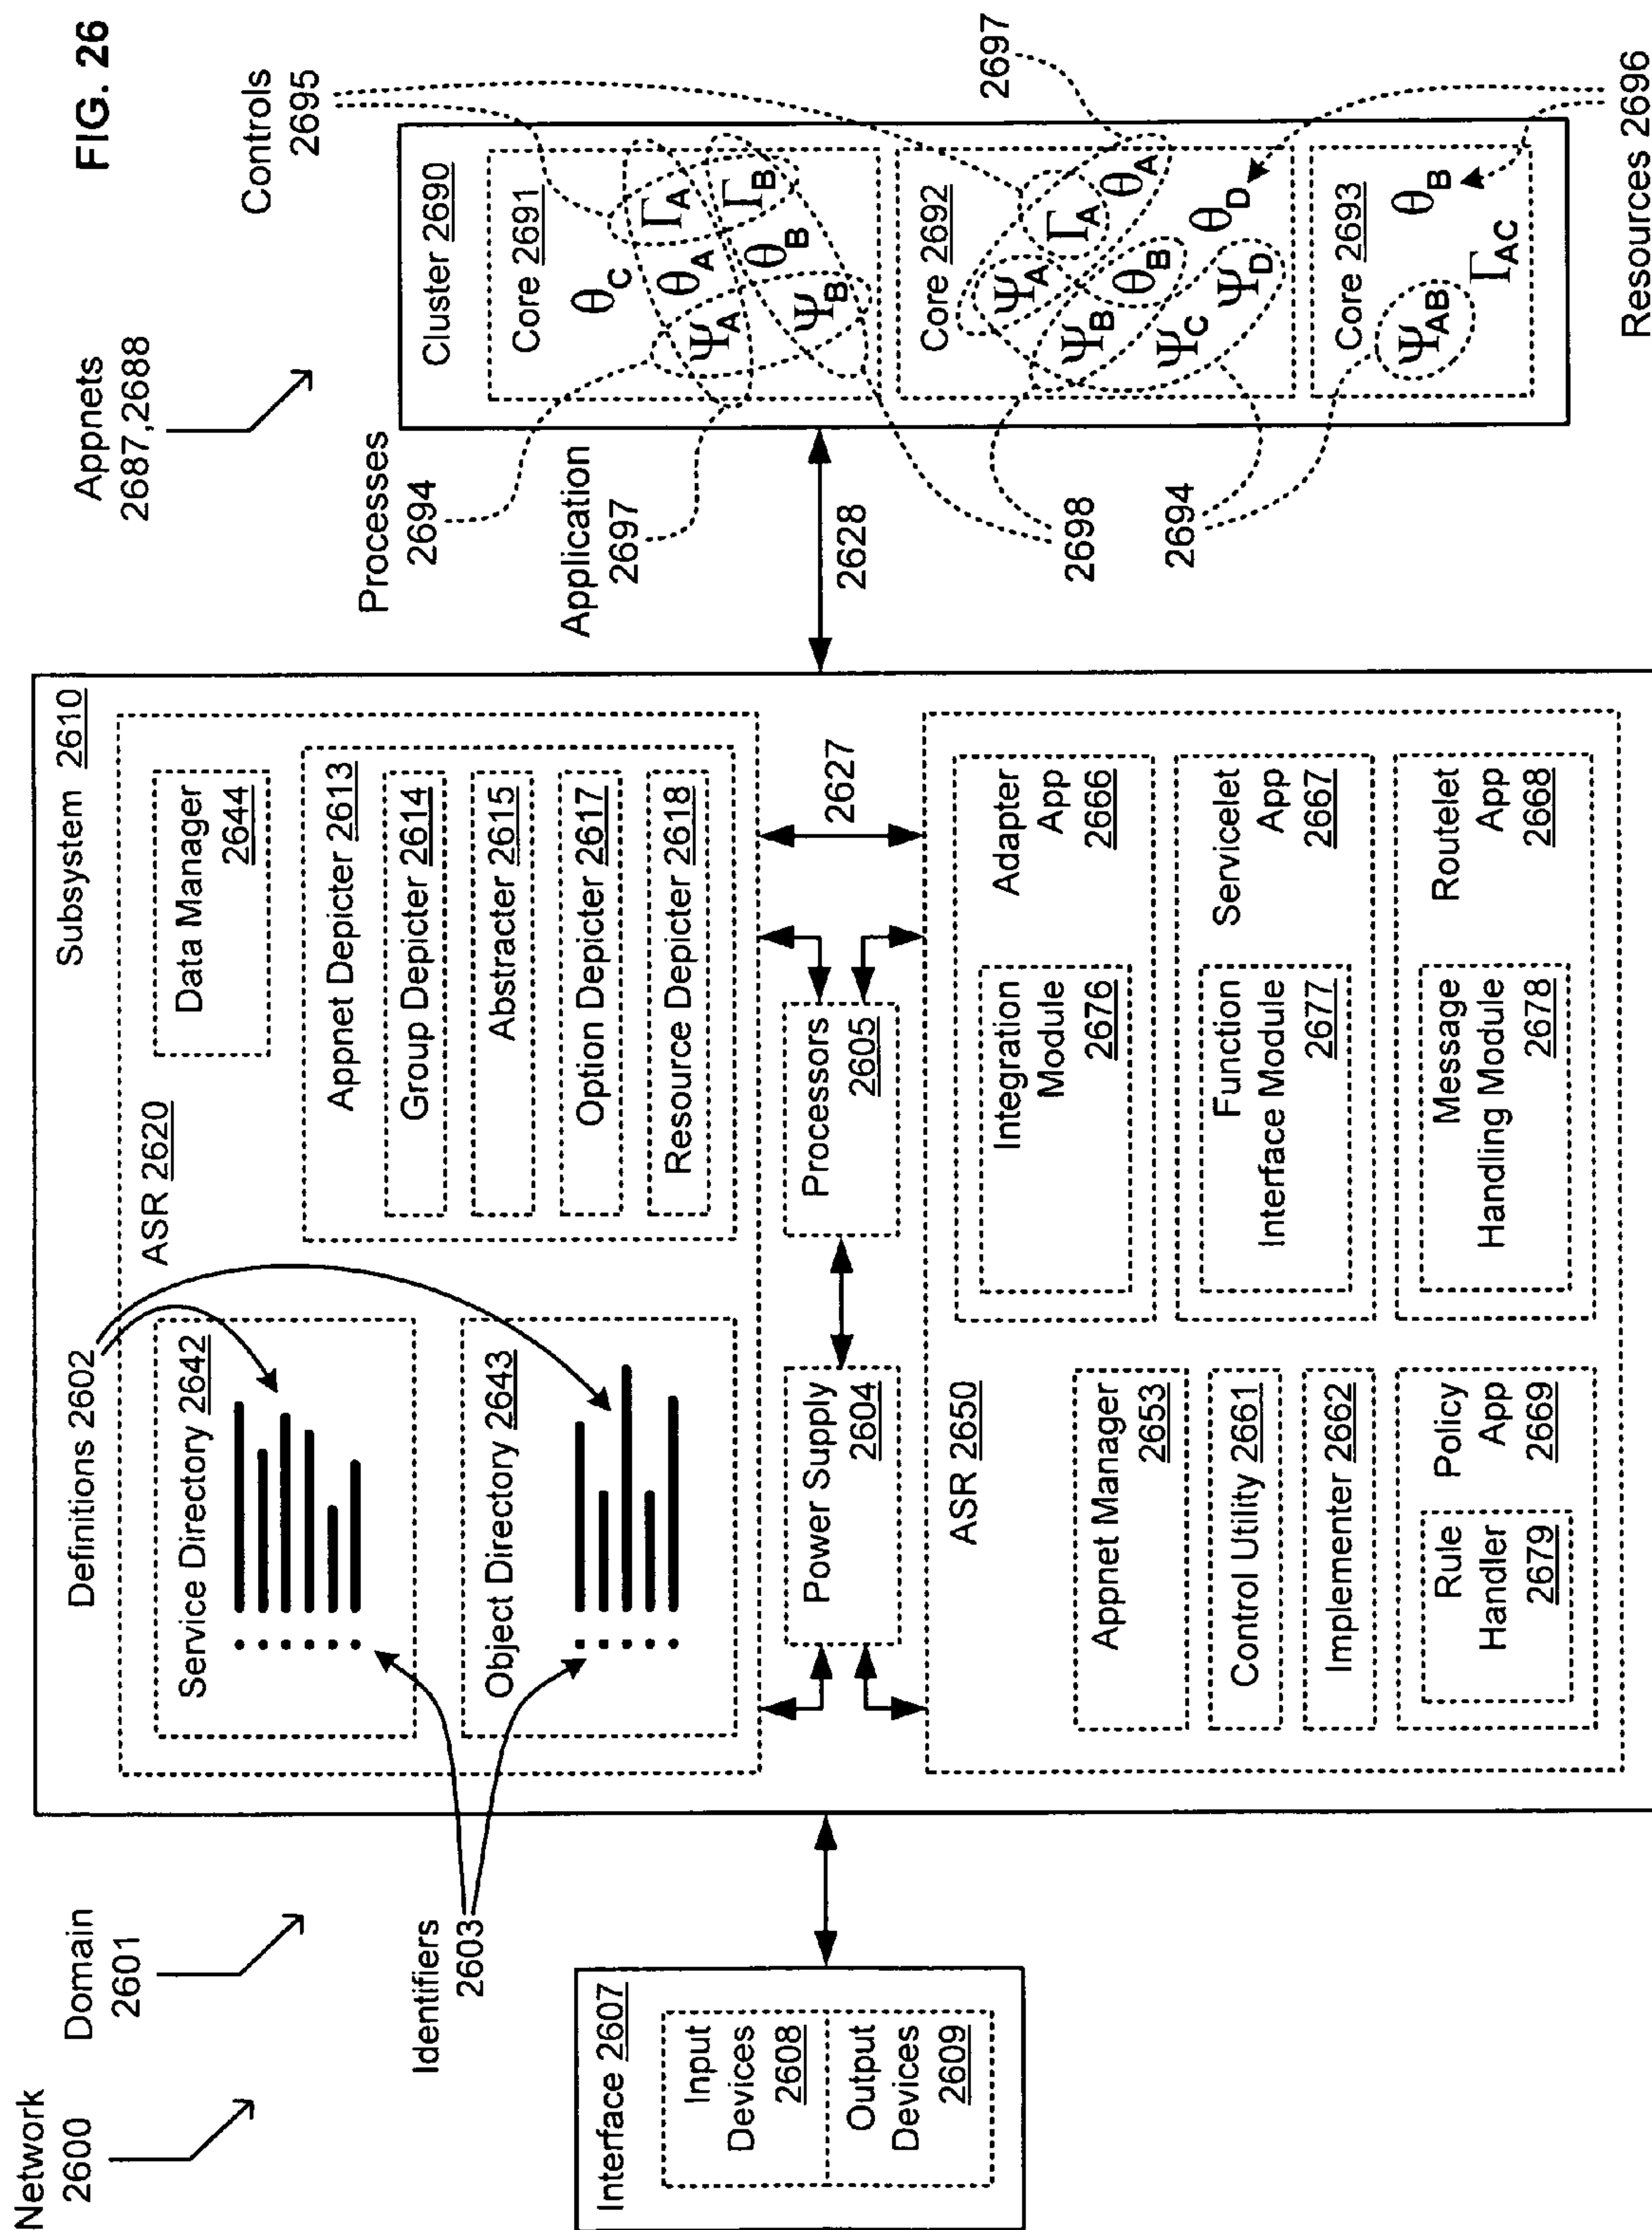 FIG. 26
Network
2600
Domain
2601
Appnets
2687,2688
Controls
2695
Identifiers
2603
Definitions 2602
Interface 2607
Input
Devices
2608
Output
Devices
2609
Subsystem 2610
ASR 2620
Service Directory 2642
Object Directory 2643
Data Manager
2644
Appnet Depicter 2613
Group Depicter 2614
Abstracter 2615
Option Depicter 2617
Resource Depicter 2618
Power Supply
2604
Processors
2605
2627
ASR 2650
Appnet Manager
2653
Control Utility 2661
Implementer 2662
Policy
App
2669
Rule
Handler
2679
Adapter
App
2666
Integration
Module
2676
Servicelet
App
2667
Function
Interface Module
2677
Routelet
App
2668
Message
Handling Module
2678
Processes
2694
Application
2697
2628
2698
2694
Cluster 2690
Core 2691
θC
ΨA θA ΓA
ΨB θB ΓB
Core 2692
ΨA ΓA θA
ΨB θB θD
ΨC ΨD
Core 2693
ΨAB θB
ΓAC
2697
Resources 2696